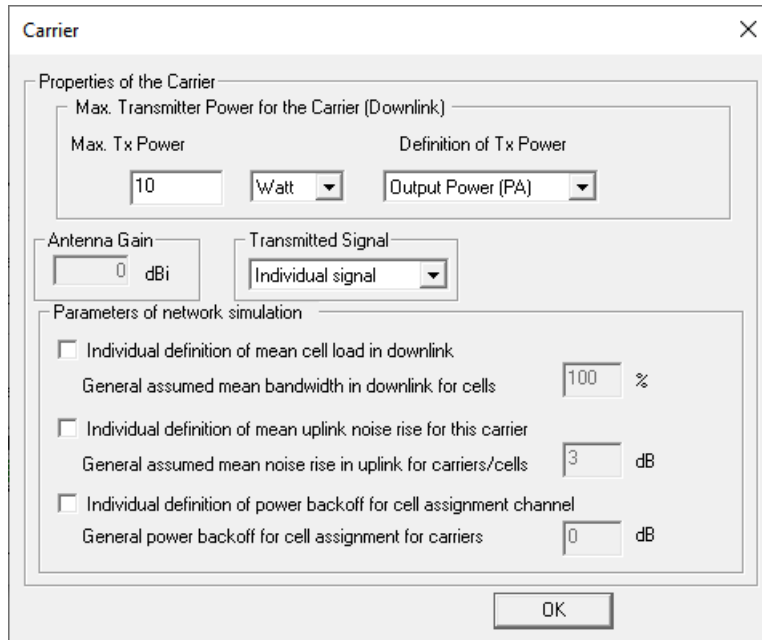 Carrier
Properties of the Carrier
Max. Transmitter Power for the Carrier (Downlink)
Max. Tx Power Definition of Tx Power
10 Watt Output Power (PA)
Antenna Gain Transmitted Signal
0 dBi Individual signal
Parameters of network simulation
Individual definition of mean cell load in downlink
General assumed mean bandwidth in downlink for cells 100 %
Individual definition of mean uplink noise rise for this carrier
General assumed mean noise rise in uplink for carriers/cells 3 dB
Individual definition of power backoff for cell assignment channel
General power backoff for cell assignment for carriers 0 dB
OK